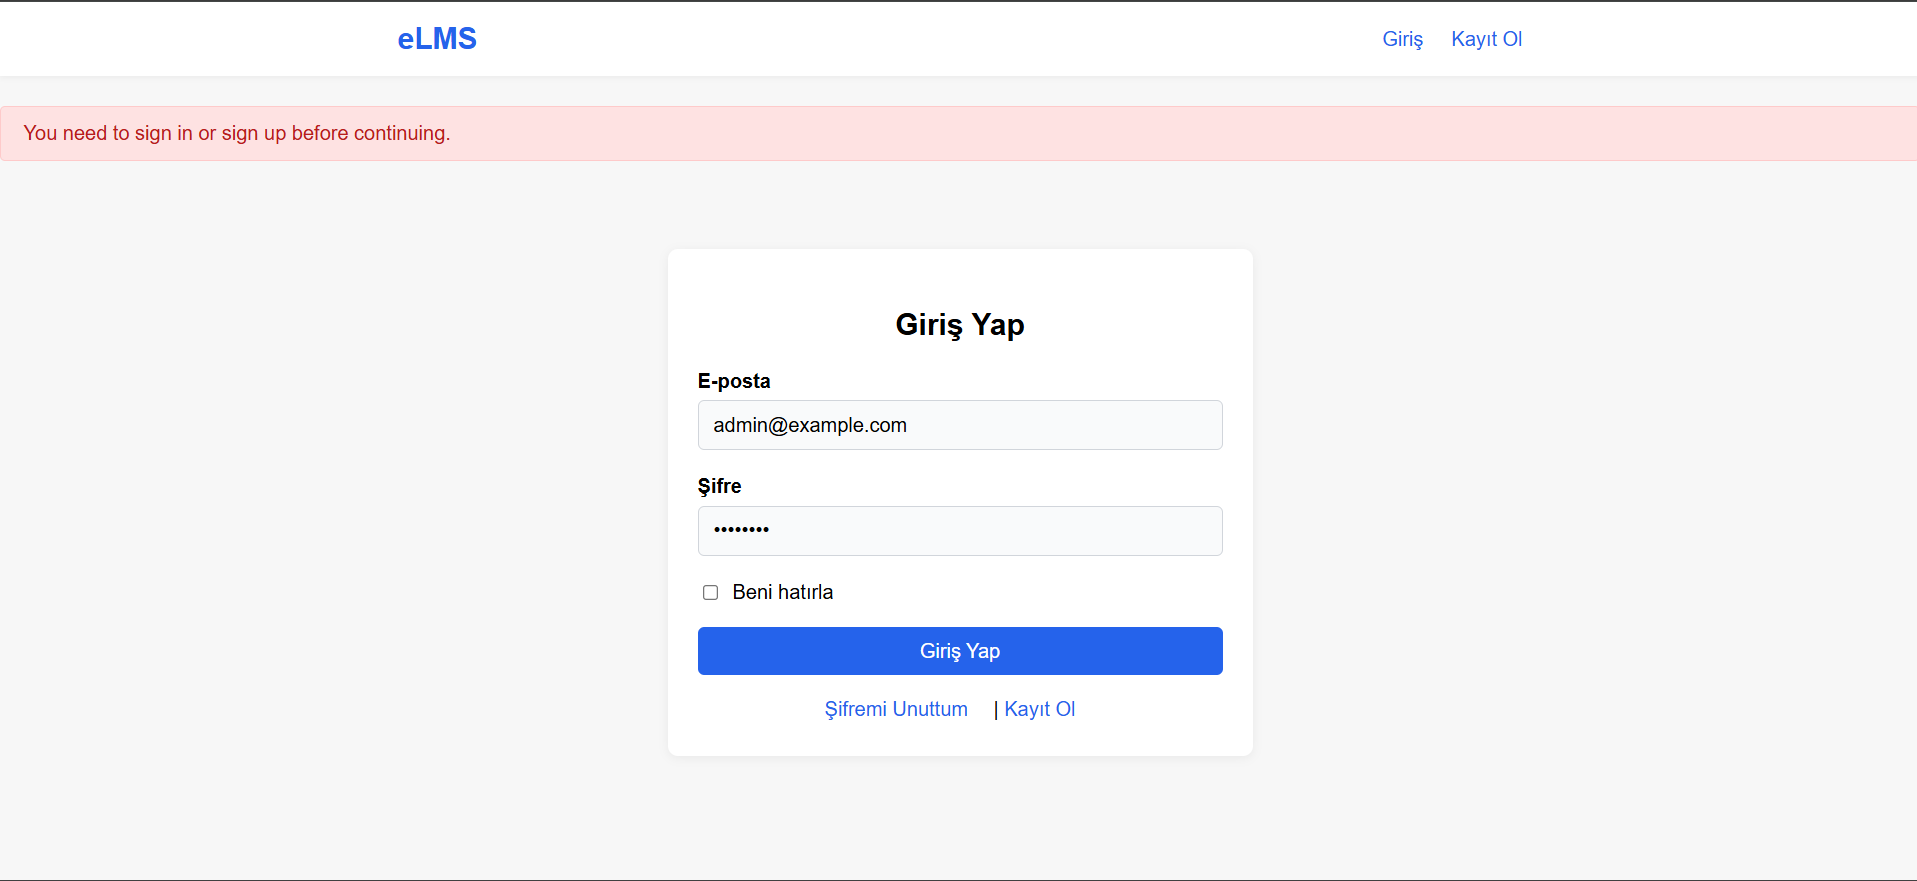 eLMS
Giriş Kayıt Ol
You need to sign in or sign up before continuing.
Giriş Yap
E-posta
admin@example.com
Şifre
••••••••
Beni hatırla
Giriş Yap
Şifremi Unuttum | Kayıt Ol